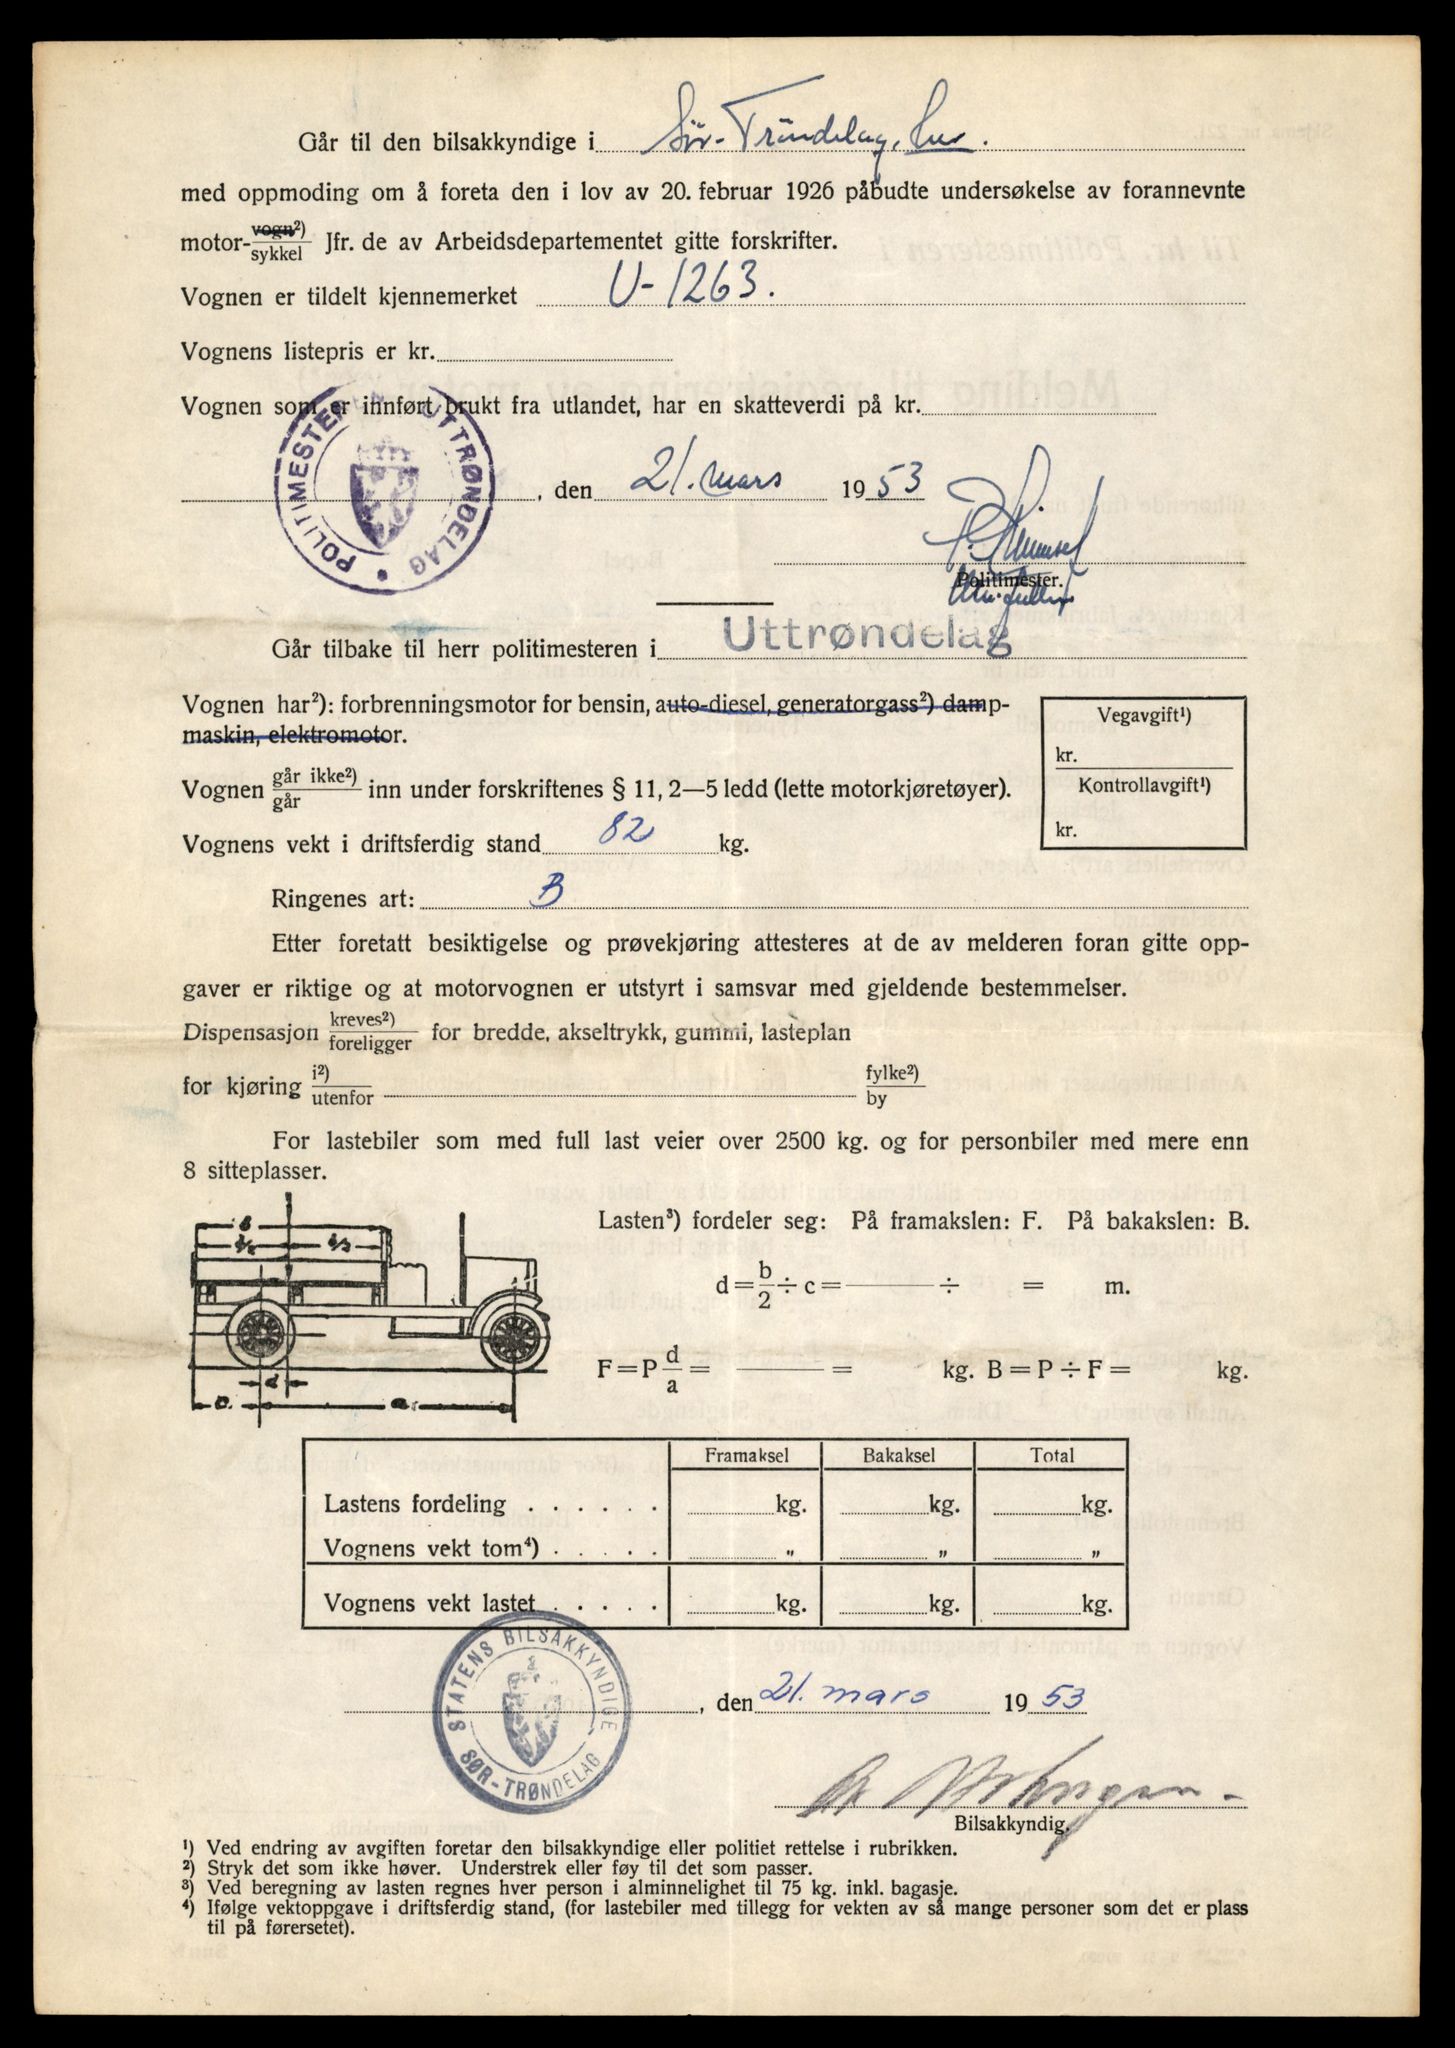 Går til den bilsakkyndige i Sör-Tröndelag, her.
med oppmoding om å foreta den i lov av 20. februar 1926 påbudte undersøkelse av forannevnte
motor-vogn²)/sykkel Jfr. de av Arbeidsdepartementet gitte forskrifter.
Vognen er tildelt kjennemerket U-1263.
Vognens listepris er kr.
Vognen som er innført brukt fra utlandet, har en skatteverdi på kr.
POLITIMESTEREN I UTTRØNDELAG
, den 21. mars 1953
Politimester.
Går tilbake til herr politimesteren i Uttrøndelag
Vognen har²): forbrenningsmotor for bensin, auto-diesel, generatorgass²) damp-
maskin, elektromotor.
Vegavgift¹)
kr.
Kontrollavgift¹)
kr.
Vognen går ikke²)/går inn under forskriftenes § 11, 2—5 ledd (lette motorkjøretøyer).
Vognens vekt i driftsferdig stand 82 kg.
Ringenes art: B
Etter foretatt besiktigelse og prøvekjøring attesteres at de av melderen foran gitte opp-
gaver er riktige og at motorvognen er utstyrt i samsvar med gjeldende bestemmelser.
Dispensasjon kreves²)/foreligger for bredde, akseltrykk, gummi, lasteplan
for kjøring i²)/utenfor fylke²)/by
For lastebiler som med full last veier over 2500 kg. og for personbiler med mere enn
8 sitteplasser.
Lasten³) fordeler seg: På framakslen: F. På bakakslen: B.
b
b/2 b/2
d = b/2 ÷ c = ÷ = m.
F = P d/a = = kg. B = P ÷ F = kg.
d
c. a.
Framaksel Bakaksel Total
Lastens fordeling . . . . . . kg. kg. kg.
Vognens vekt tom⁴) . . . . . „ „ „
Vognens vekt lastet . . . . . kg. kg. kg.
STATENS BILSAKKYNDIGE SØR-TRØNDELAG
, den 21. mars 1953
Bilsakkyndig.
¹) Ved endring av avgiften foretar den bilsakkyndige eller politiet rettelse i rubrikken.
²) Stryk det som ikke høver. Understrek eller føy til det som passer.
³) Ved beregning av lasten regnes hver person i alminnelighet til 75 kg. inkl. bagasje.
⁴) Ifølge vektoppgave i driftsferdig stand, (for lastebiler med tillegg for vekten av så mange personer som det er plass
til på førersetet).